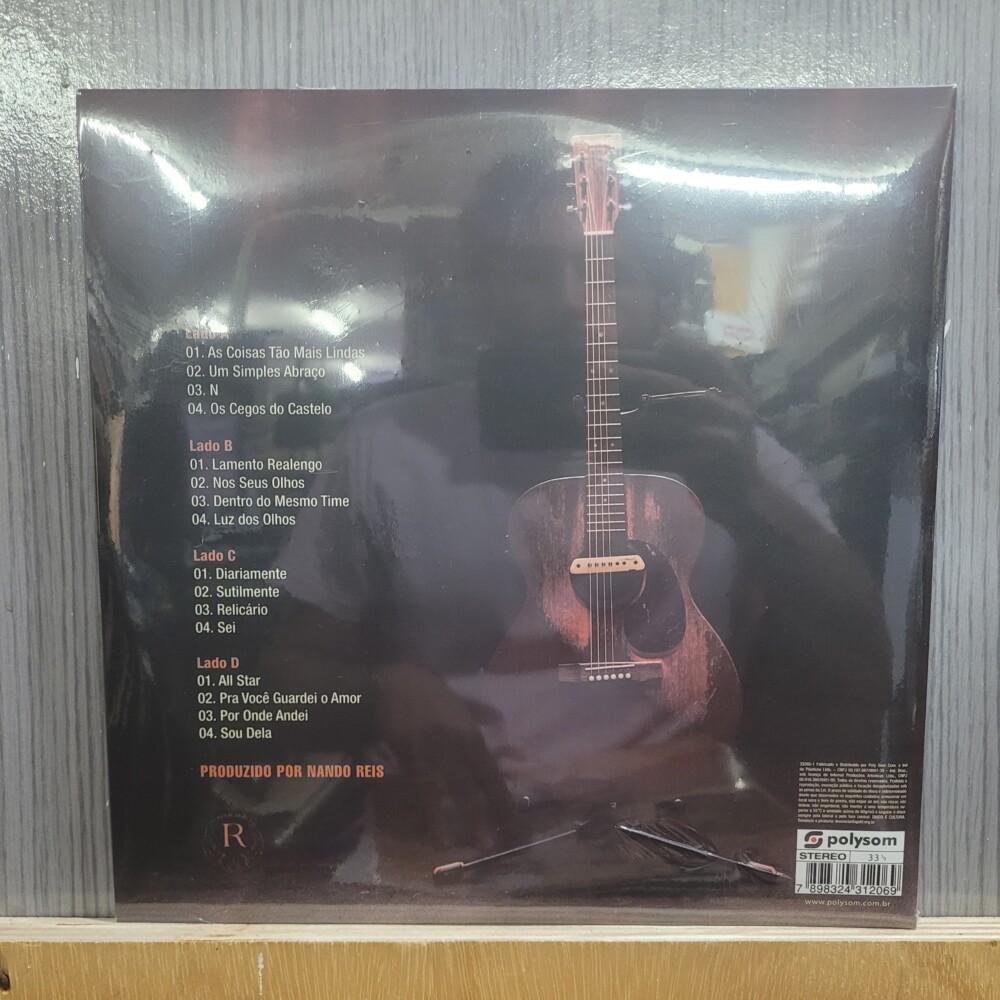 Lado A
01. As Coisas Tão Mais Lindas
02. Um Simples Abraço
03. N
04. Os Cegos do Castelo
Lado B
01. Lamento Realengo
02. Nos Seus Olhos
03. Dentro do Mesmo Time
04. Luz dos Olhos
Lado C
01. Diariamente
02. Sutilmente
03. Relicário
04. Sei
Lado D
01. All Star
02. Pra Você Guardei o Amor
03. Por Onde Andei
04. Sou Dela
PRODUZIDO POR NANDO REIS
R
polysom
STEREO 33 ⅓
7 898324 312069
www.polysom.com.br